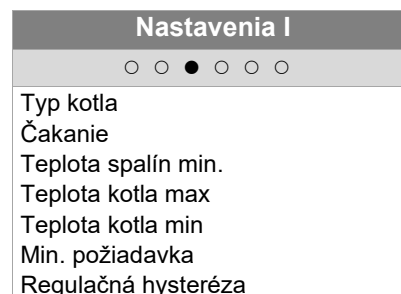 Nastavenia I
Typ kotla
Čakanie
Teplota spalín min.
Teplota kotla max
Teplota kotla min
Min. požiadavka
Regulačná hysteréza